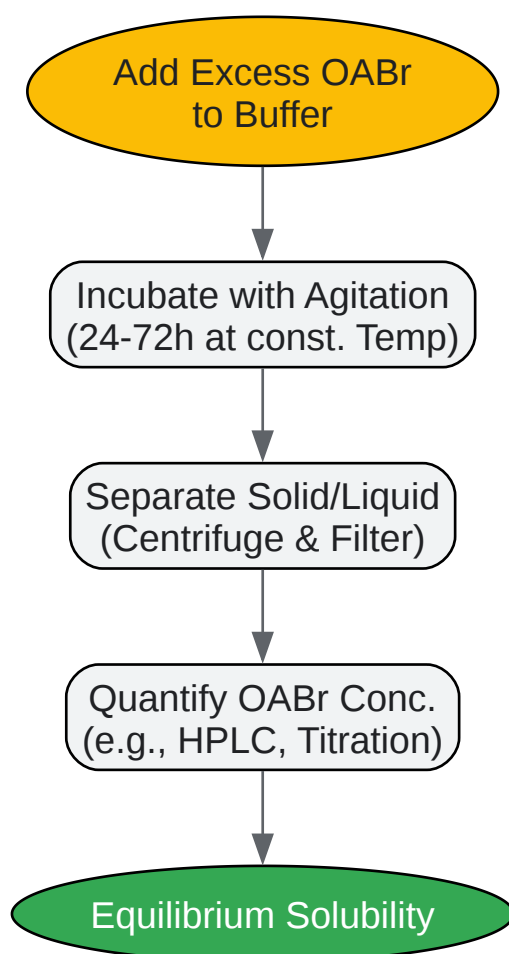 Add Excess OABr
to Buffer
Incubate with Agitation
(24-72h at const. Temp)
Separate Solid/Liquid
(Centrifuge & Filter)
Quantify OABr Conc.
(e.g., HPLC, Titration)
Equilibrium Solubility